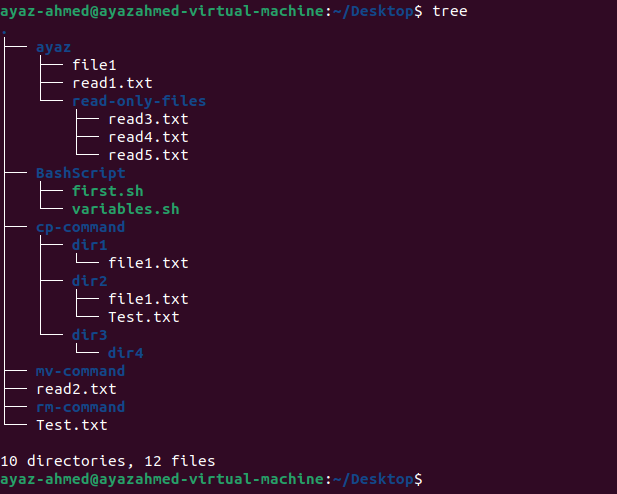 ayaz-ahmed@ayazahmed-virtual-machine:~/Desktop$ tree
.
├── ayaz
│   ├── file1
│   ├── read1.txt
│   └── read-only-files
│       ├── read3.txt
│       ├── read4.txt
│       └── read5.txt
├── BashScript
│   ├── first.sh
│   └── variables.sh
├── cp-command
│   ├── dir1
│   │   └── file1.txt
│   ├── dir2
│   │   ├── file1.txt
│   │   └── Test.txt
│   └── dir3
│       └── dir4
├── mv-command
├── read2.txt
├── rm-command
└── Test.txt

10 directories, 12 files
ayaz-ahmed@ayazahmed-virtual-machine:~/Desktop$